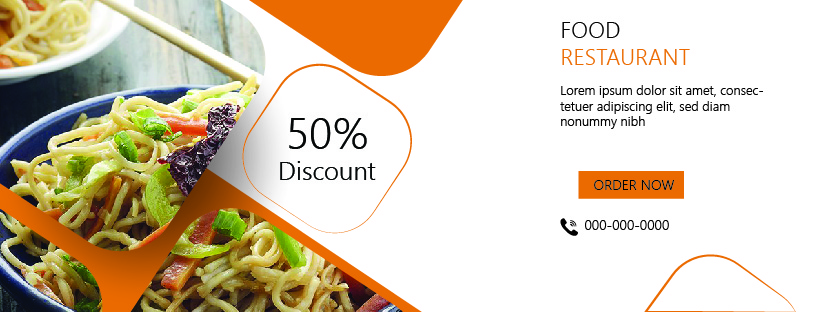 50%
Discount
FOOD
RESTAURANT
Lorem ipsum dolor sit amet, consec-
tetuer adipiscing elit, sed diam
nonummy nibh
ORDER NOW
000-000-0000